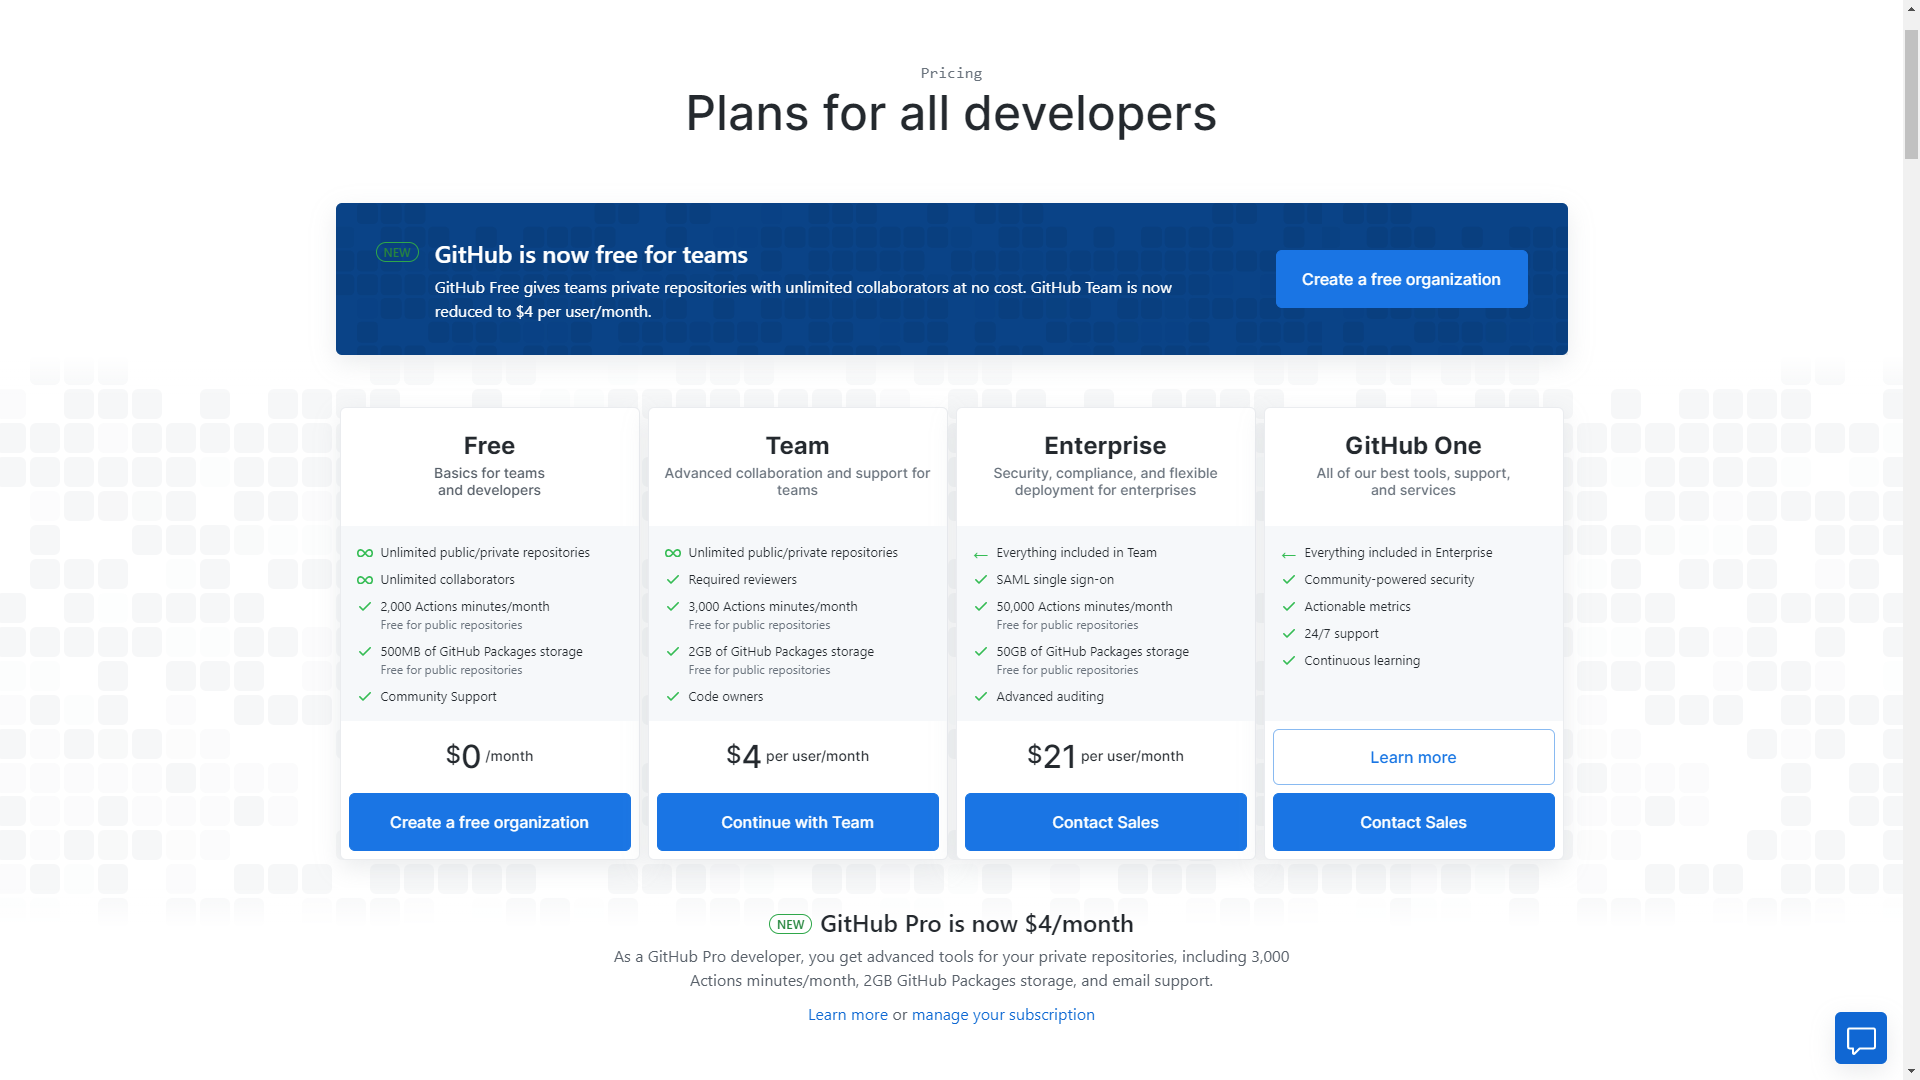 Pricing
Plans for all developers
NEW
GitHub is now free for teams
GitHub Free gives teams private repositories with unlimited collaborators at no cost. GitHub Team is now
reduced to $4 per user/month.
Create a free organization
Free
Basics for teams
and developers
Unlimited public/private repositories
Unlimited collaborators
2,000 Actions minutes/month
Free for public repositories
500MB of GitHub Packages storage
Free for public repositories
Community Support
$0 /month
Create a free organization
Team
Advanced collaboration and support for
teams
Unlimited public/private repositories
Required reviewers
3,000 Actions minutes/month
Free for public repositories
2GB of GitHub Packages storage
Free for public repositories
Code owners
$4 per user/month
Continue with Team
Enterprise
Security, compliance, and flexible
deployment for enterprises
Everything included in Team
SAML single sign-on
50,000 Actions minutes/month
Free for public repositories
50GB of GitHub Packages storage
Free for public repositories
Advanced auditing
$21 per user/month
Contact Sales
GitHub One
All of our best tools, support,
and services
Everything included in Enterprise
Community-powered security
Actionable metrics
24/7 support
Continuous learning
Learn more
Contact Sales
NEW GitHub Pro is now $4/month
As a GitHub Pro developer, you get advanced tools for your private repositories, including 3,000
Actions minutes/month, 2GB GitHub Packages storage, and email support.
Learn more or manage your subscription